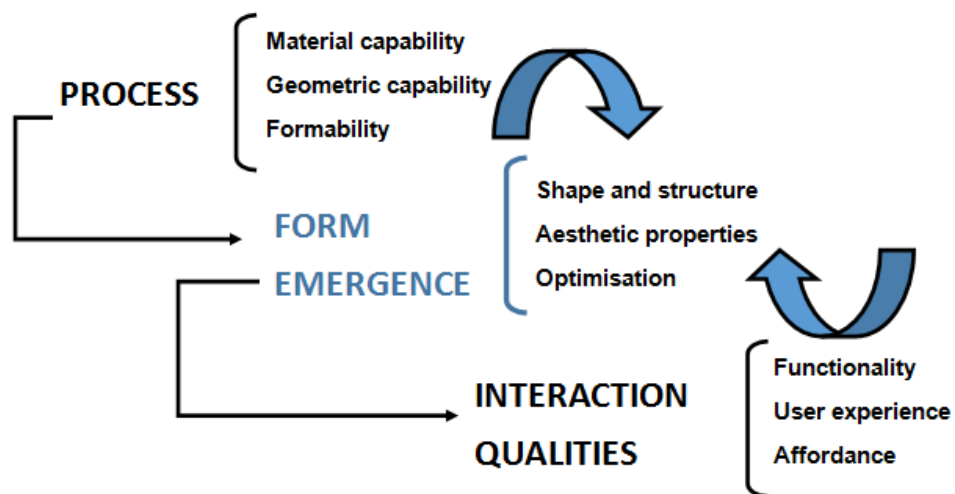 Material capability
PROCESS
Geometric capability
Formability
FORM
EMERGENCE
Shape and structure
Aesthetic properties
Optimisation
INTERACTION
QUALITIES
Functionality
User experience
Affordance